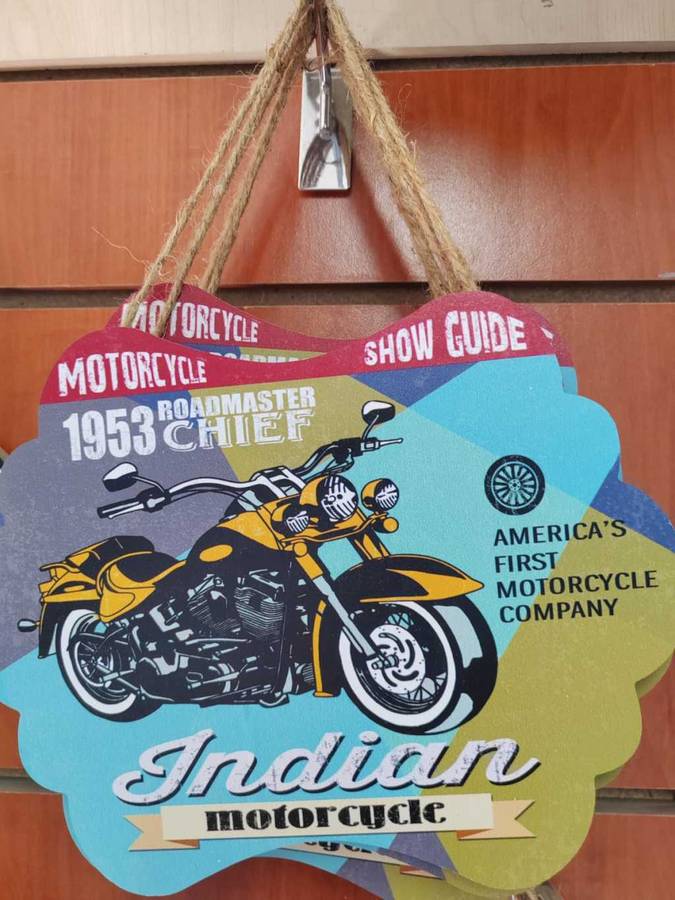 MOTORCYCLE
MOTORCYCLE SHOW GUIDE
1953 ROADMASTER
CHIEF
AMERICA'S
FIRST
MOTORCYCLE
COMPANY
Indian
motorcycle